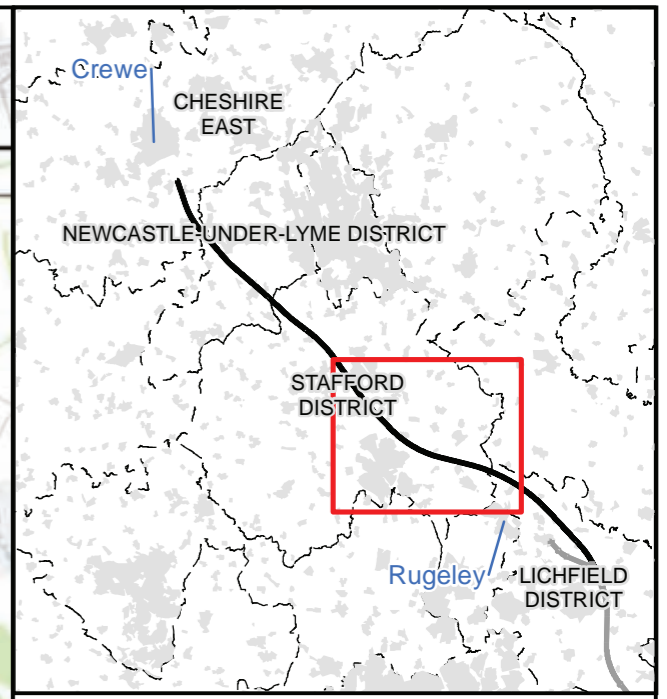 Crewe
CHESHIRE
EAST
NEWCASTLE-UNDER-LYME DISTRICT
STAFFORD
DISTRICT
Rugeley
LICHFIELD
DISTRICT